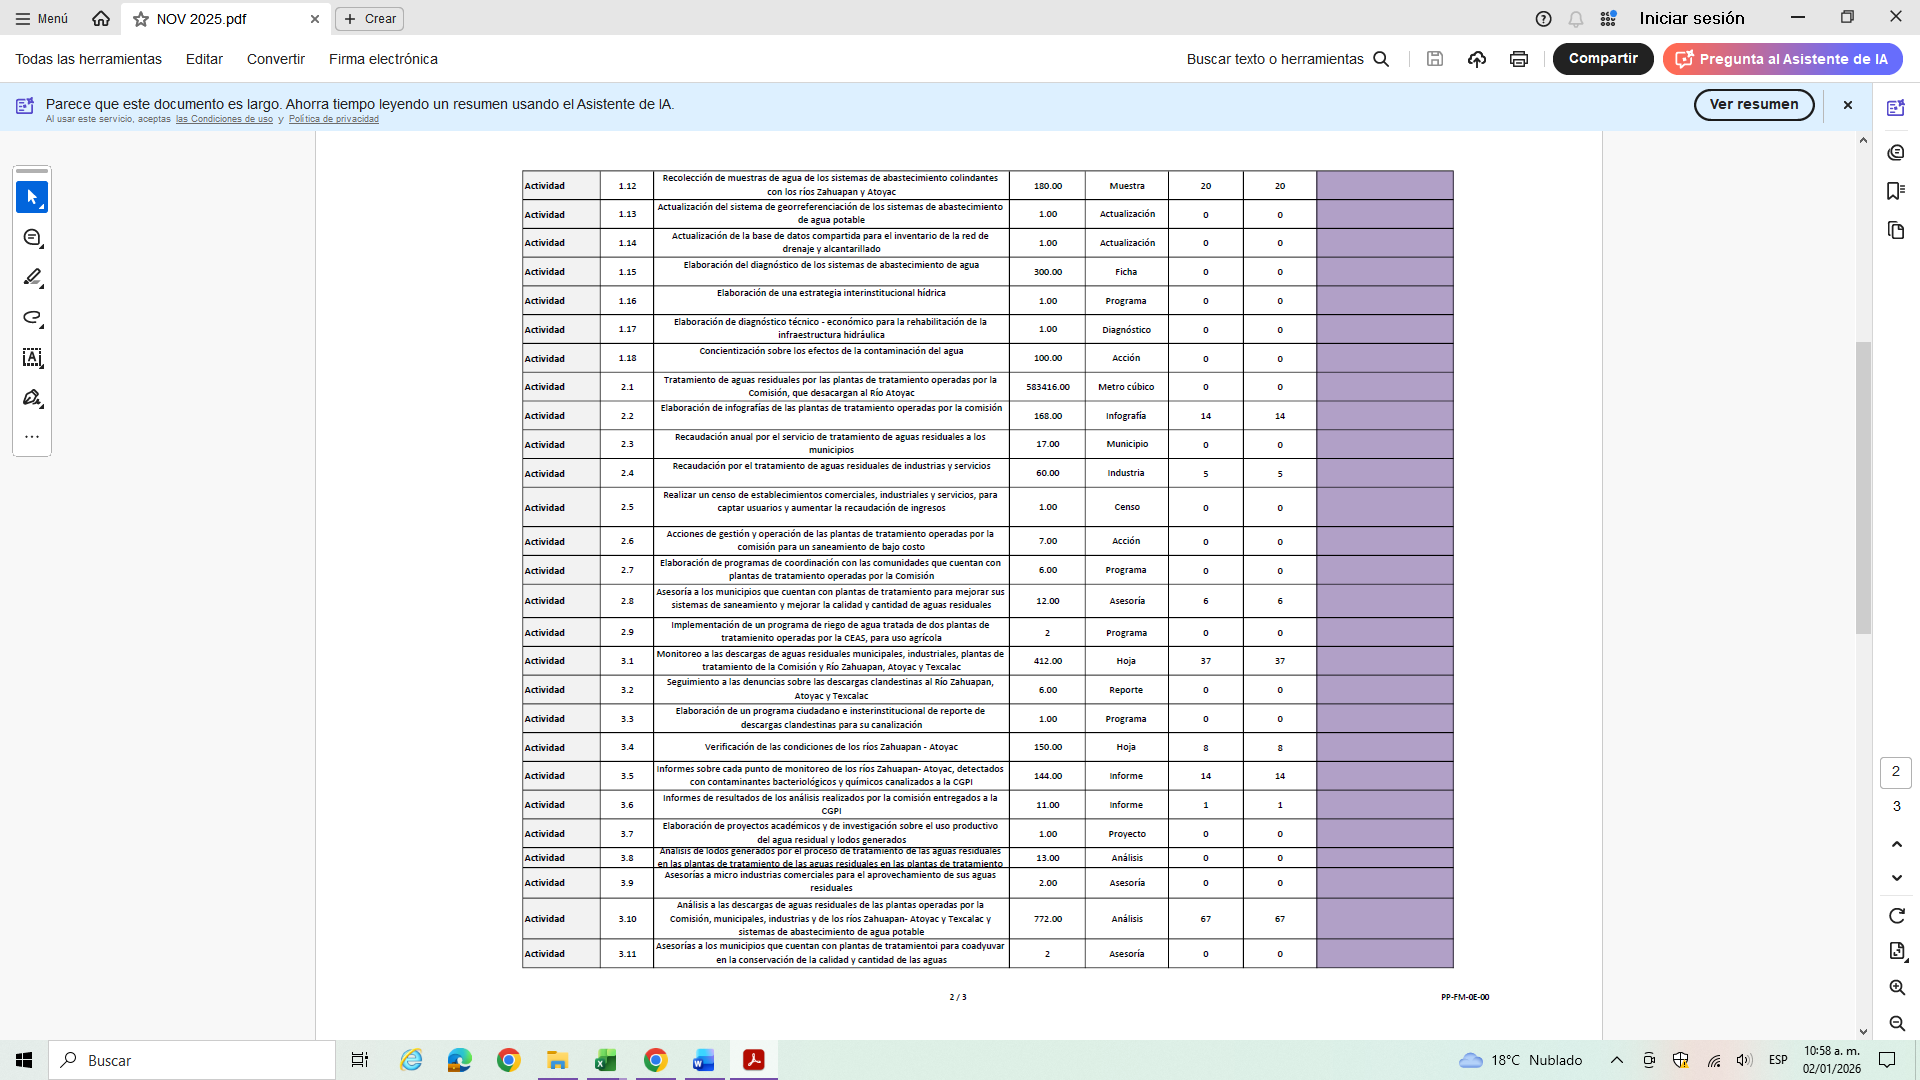 Menú
NOV 2025.pdf
Crear
Iniciar sesión
Todas las herramientas
Editar
Convertir
Firma electrónica
Buscar texto o herramientas
Compartir
Pregunta al Asistente de IA
Parece que este documento es largo. Ahorra tiempo leyendo un resumen usando el Asistente de IA.
Al usar este servicio, aceptas las Condiciones de uso y Política de privacidad
Ver resumen
Actividad 1.12 Recolección de muestras de agua de los sistemas de abastecimiento colindantes
con los ríos Zahuapan y Atoyac 180.00 Muestra 20 20
Actividad 1.13 Actualización del sistema de georreferenciación de los sistemas de abastecimiento
de agua potable 1.00 Actualización 0 0
Actividad 1.14 Actualización de la base de datos compartida para el inventario de la red de
drenaje y alcantarillado 1.00 Actualización 0 0
Actividad 1.15 Elaboración del diagnóstico de los sistemas de abastecimiento de agua 300.00 Ficha 0 0
Actividad 1.16 Elaboración de una estrategia interinstitucional hídrica 1.00 Programa 0 0
Actividad 1.17 Elaboración de diagnóstico técnico - económico para la rehabilitación de la
infraestructura hidráulica 1.00 Diagnóstico 0 0
Actividad 1.18 Concientización sobre los efectos de la contaminación del agua 100.00 Acción 0 0
Actividad 2.1 Tratamiento de aguas residuales por las plantas de tratamiento operadas por la
Comisión, que desacargan al Río Atoyac 583416.00 Metro cúbico 0 0
Actividad 2.2 Elaboración de infografías de las plantas de tratamiento operadas por la comisión 168.00 Infografía 14 14
Actividad 2.3 Recaudación anual por el servicio de tratamiento de aguas residuales a los
municipios 17.00 Municipio 0 0
Actividad 2.4 Recaudación por el tratamiento de aguas residuales de industrias y servicios 60.00 Industria 5 5
Actividad 2.5 Realizar un censo de establecimientos comerciales, industriales y servicios, para
captar usuarios y aumentar la recaudación de ingresos 1.00 Censo 0 0
Actividad 2.6 Acciones de gestión y operación de las plantas de tratamiento operadas por la
comisión para un saneamiento de bajo costo 7.00 Acción 0 0
Actividad 2.7 Elaboración de programas de coordinación con las comunidades que cuentan con
plantas de tratamiento operadas por la Comisión 6.00 Programa 0 0
Actividad 2.8 Asesoría a los municipios que cuentan con plantas de tratamiento para mejorar sus
sistemas de saneamiento y mejorar la calidad y cantidad de aguas residuales 12.00 Asesoría 6 6
Actividad 2.9 Implementación de un programa de riego de agua tratada de dos plantas de
tratamienito operadas por la CEAS, para uso agrícola 2 Programa 0 0
Actividad 3.1 Monitoreo a las descargas de aguas residuales municipales, industriales, plantas de
tratamiento de la Comisión y Río Zahuapan, Atoyac y Texcalac 412.00 Hoja 37 37
Actividad 3.2 Seguimiento a las denuncias sobre las descargas clandestinas al Río Zahuapan,
Atoyac y Texcalac 6.00 Reporte 0 0
Actividad 3.3 Elaboración de un programa ciudadano e insterinstitucional de reporte de
descargas clandestinas para su canalización 1.00 Programa 0 0
Actividad 3.4 Verificación de las condiciones de los ríos Zahuapan - Atoyac 150.00 Hoja 8 8
Actividad 3.5 Informes sobre cada punto de monitoreo de los ríos Zahuapan- Atoyac, detectados
con contaminantes bacteriológicos y químicos canalizados a la CGPI 144.00 Informe 14 14
Actividad 3.6 Informes de resultados de los análisis realizados por la comisión entregados a la
CGPI 11.00 Informe 1 1
Actividad 3.7 Elaboración de proyectos académicos y de investigación sobre el uso productivo
del agua residual y lodos generados 1.00 Proyecto 0 0
Actividad 3.8 Análisis de lodos generados por el proceso de tratamiento de las aguas residuales
en las plantas de tratamiento de las aguas residuales en las plantas de tratamiento 13.00 Análisis 0 0
Actividad 3.9 Asesorías a micro industrias comerciales para el aprovechamiento de sus aguas
residuales 2.00 Asesoría 0 0
Actividad 3.10 Análisis a las descargas de aguas residuales de las plantas operadas por la
Comisión, municipales, industrias y de los ríos Zahuapan- Atoyac y Texcalac y
sistemas de abastecimiento de agua potable 772.00 Análisis 67 67
Actividad 3.11 Asesorías a los municipios que cuentan con plantas de tratamientoi para coadyuvar
en la conservación de la calidad y cantidad de las aguas 2 Asesoría 0 0
2 / 3
PP-FM-0E-00
2
3
Buscar
18°C Nublado
ESP
10:58 a. m.
02/01/2026